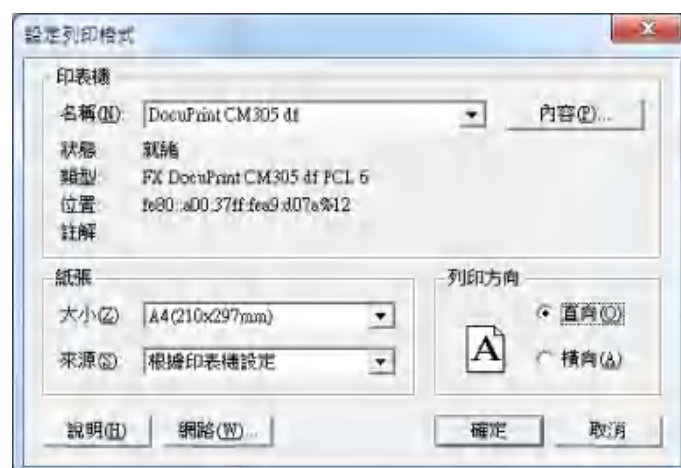 設定列印格式
印表機
名稱(N): DocuPrint CM305 df 內容(P)...
狀態 就緒
類型: FX DocuPrint CM305 df PCL 6
位置: fe80::a00:37ff:fea9:d07a%12
註解
紙張
大小(Z) A4(210x297mm)
來源(S) 根據印表機設定
列印方向
直向(O)
A
橫向(A)
說明(H) 網路(W)... 確定 取消